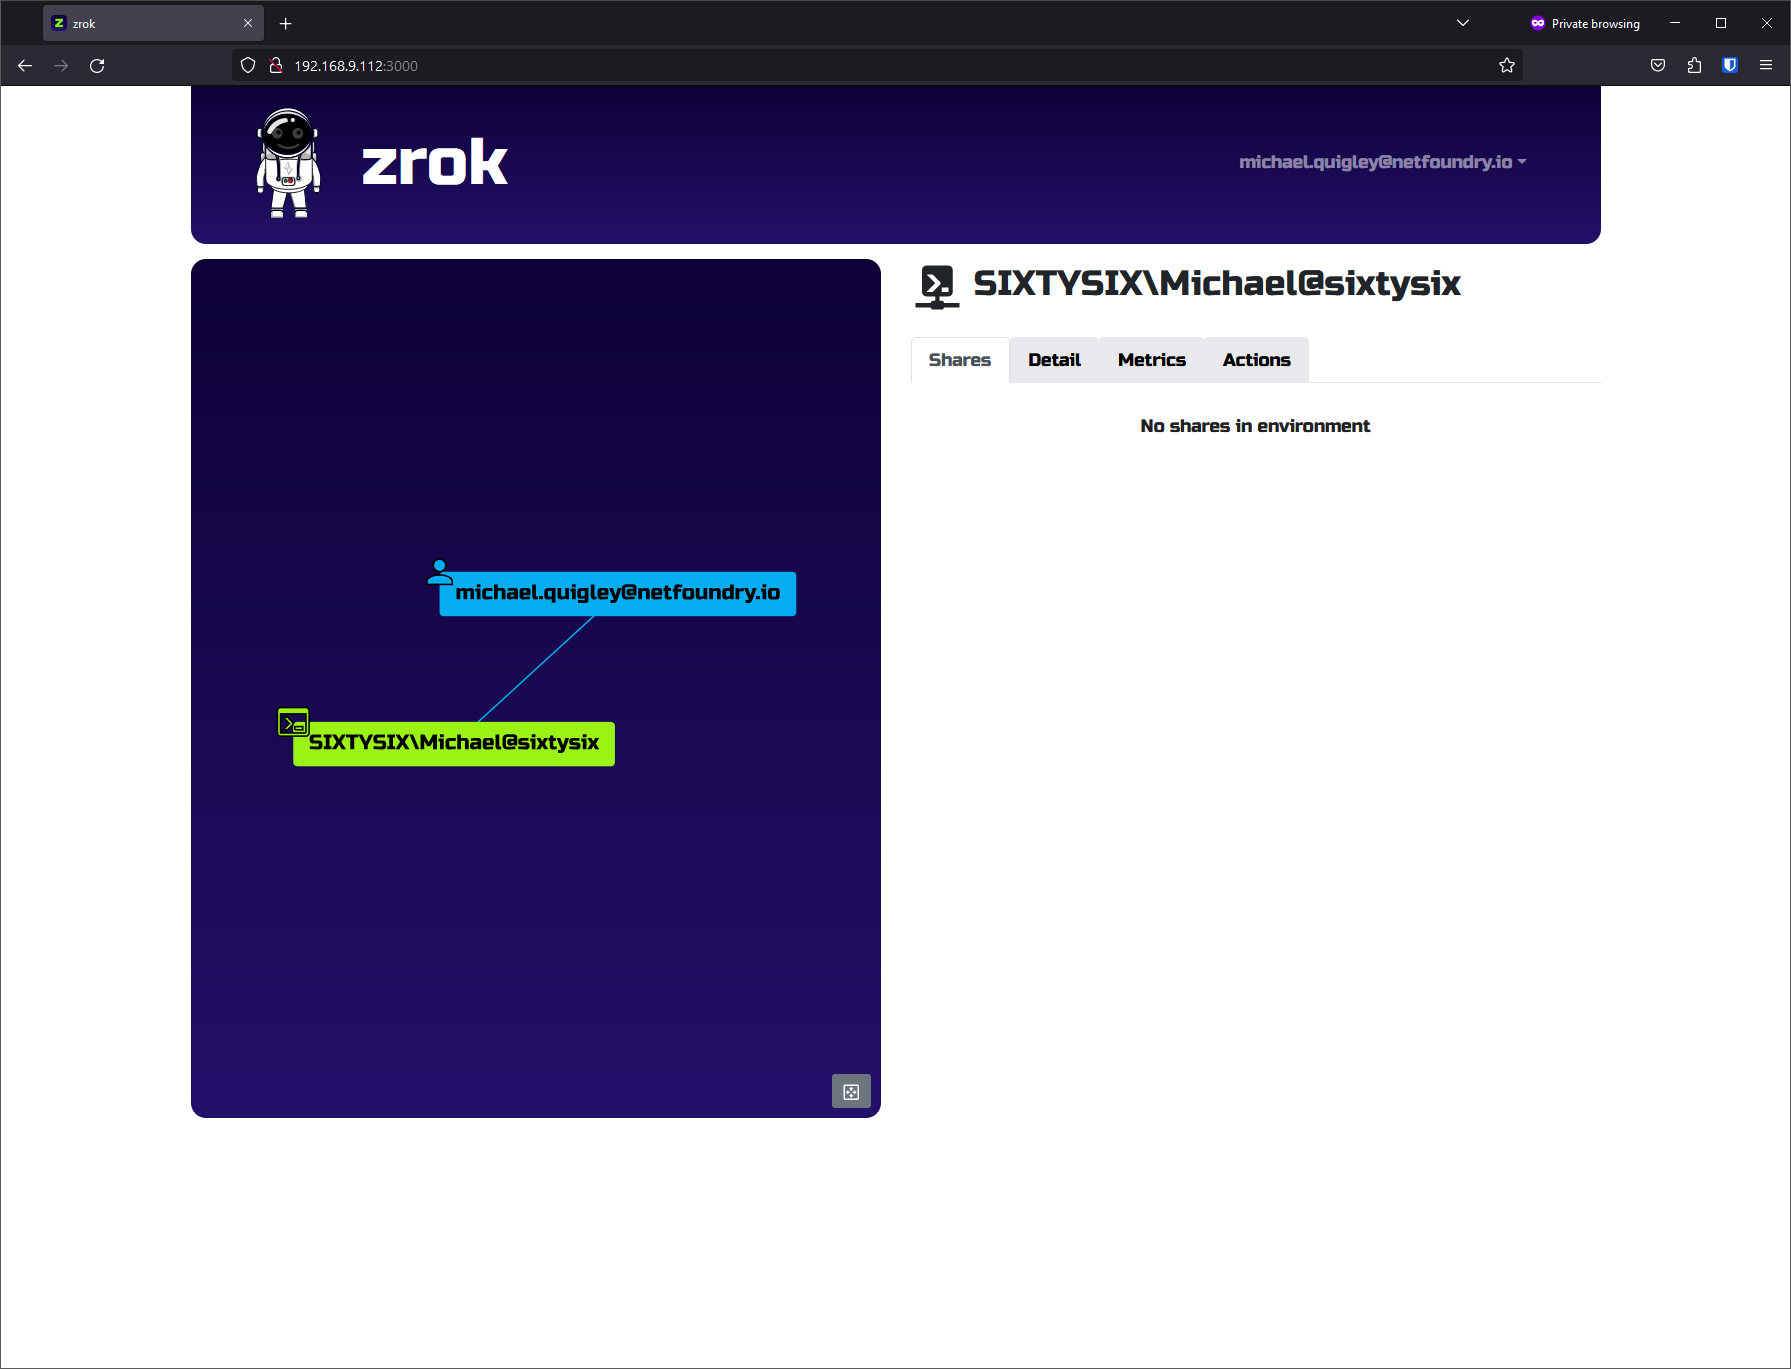 zrok
Private browsing
192.168.9.112:3000
zrok
michael.quigley@netfoundry.io
SIXTYSIX\Michael@sixtysix
Shares
Detail
Metrics
Actions
No shares in environment
michael.quigley@netfoundry.io
SIXTYSIX\Michael@sixtysix